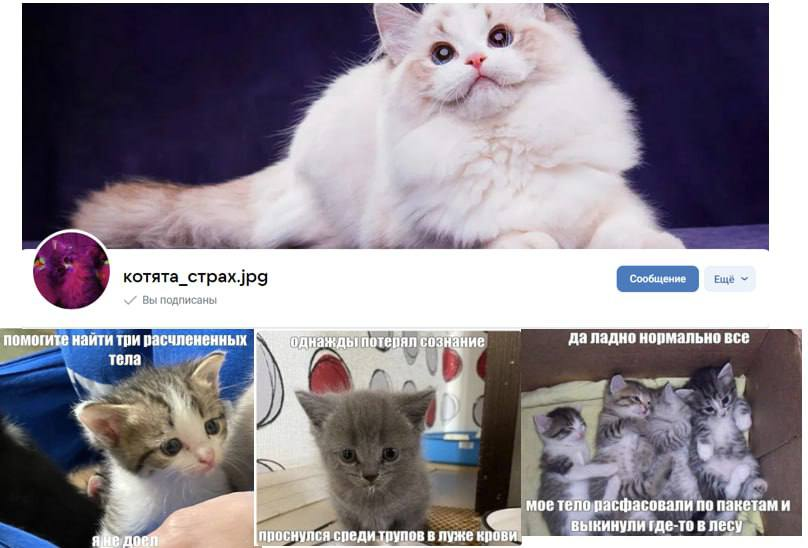 котята_страх.jpg
Сообщение
Ещё
Вы подписаны
помогите найти три расчлененных
тела
я не доел
однажды потерял сознание
проснулся среди трупов в луже крови
да ладно нормально все
мое тело расфасовали по пакетам и
выкинули где-то в лесу